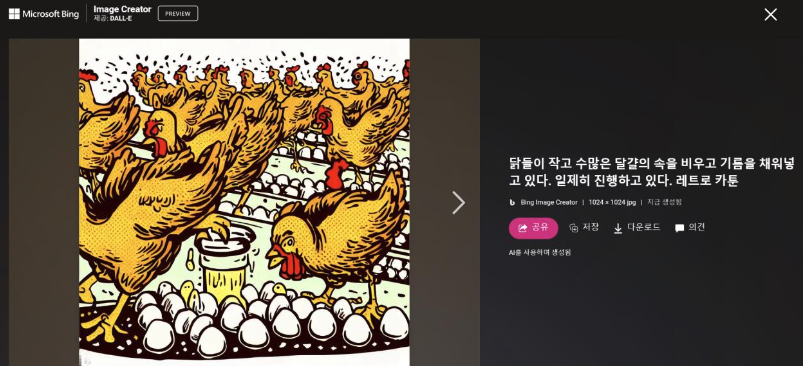 Microsoft Bing
Image Creator
제공: DALL·E
PREVIEW
닭들이 작고 수많은 달걀의 속을 비우고 기름을 채워넣
고 있다. 일제히 진행하고 있다. 레트로 카툰
b Bing Image Creator | 1024 × 1024 jpg | 지금 생성됨
공유 저장 다운로드 의견
AI를 사용하여 생성됨